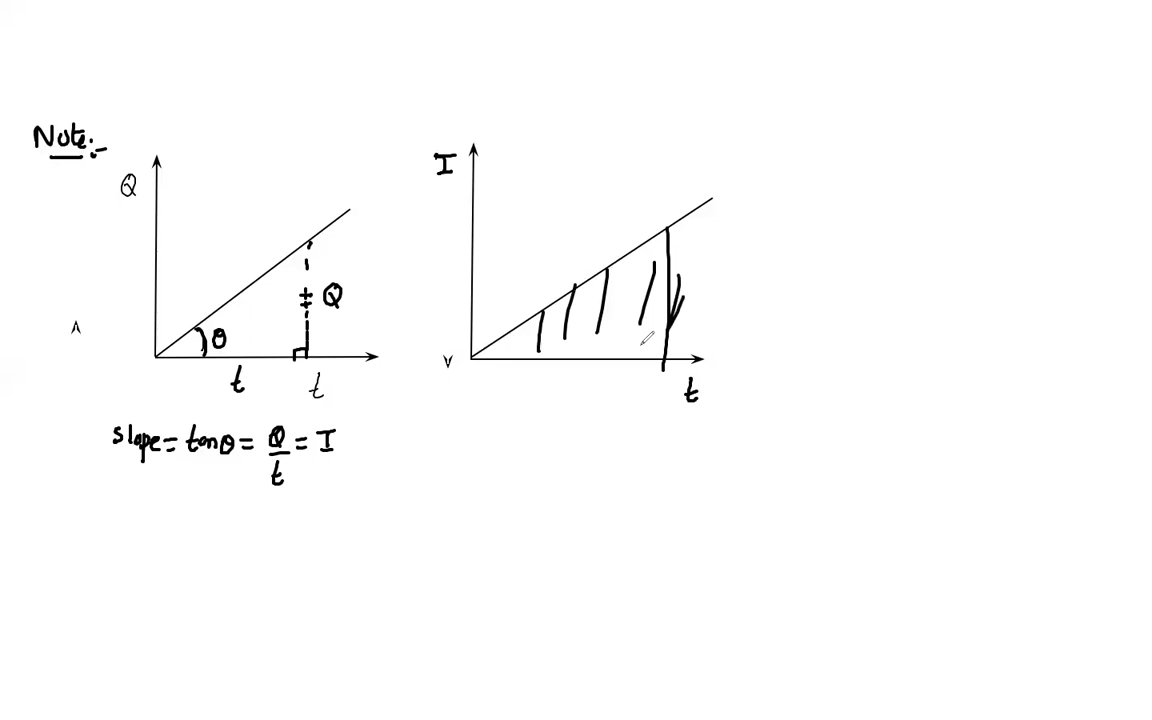 Note:-
Q
I
Q
θ
t
t
t
slope = tanθ = Q/t = I